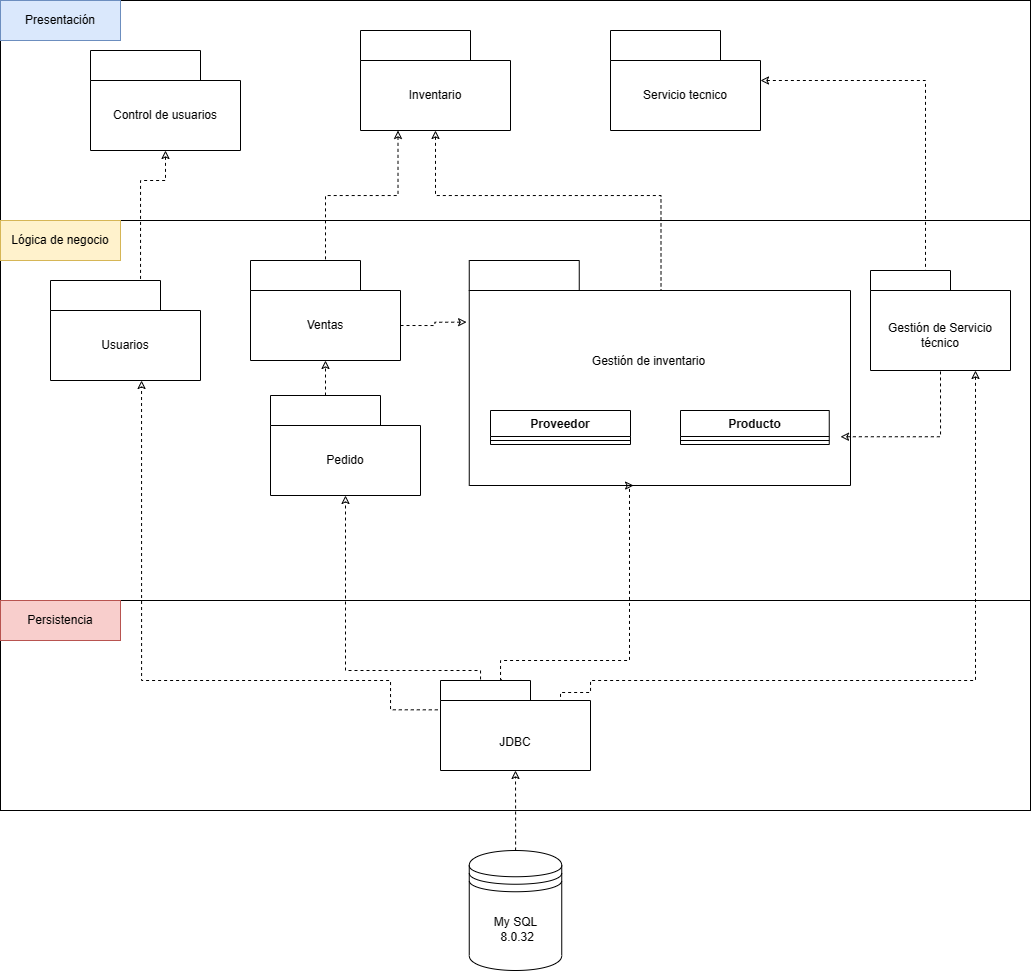 Presentación
Control de usuarios
Inventario
Servicio tecnico
Lógica de negocio
Usuarios
Ventas
Gestión de inventario
Gestión de Servicio
técnico
Proveedor
Producto
Pedido
Persistencia
JDBC
My SQL
8.0.32